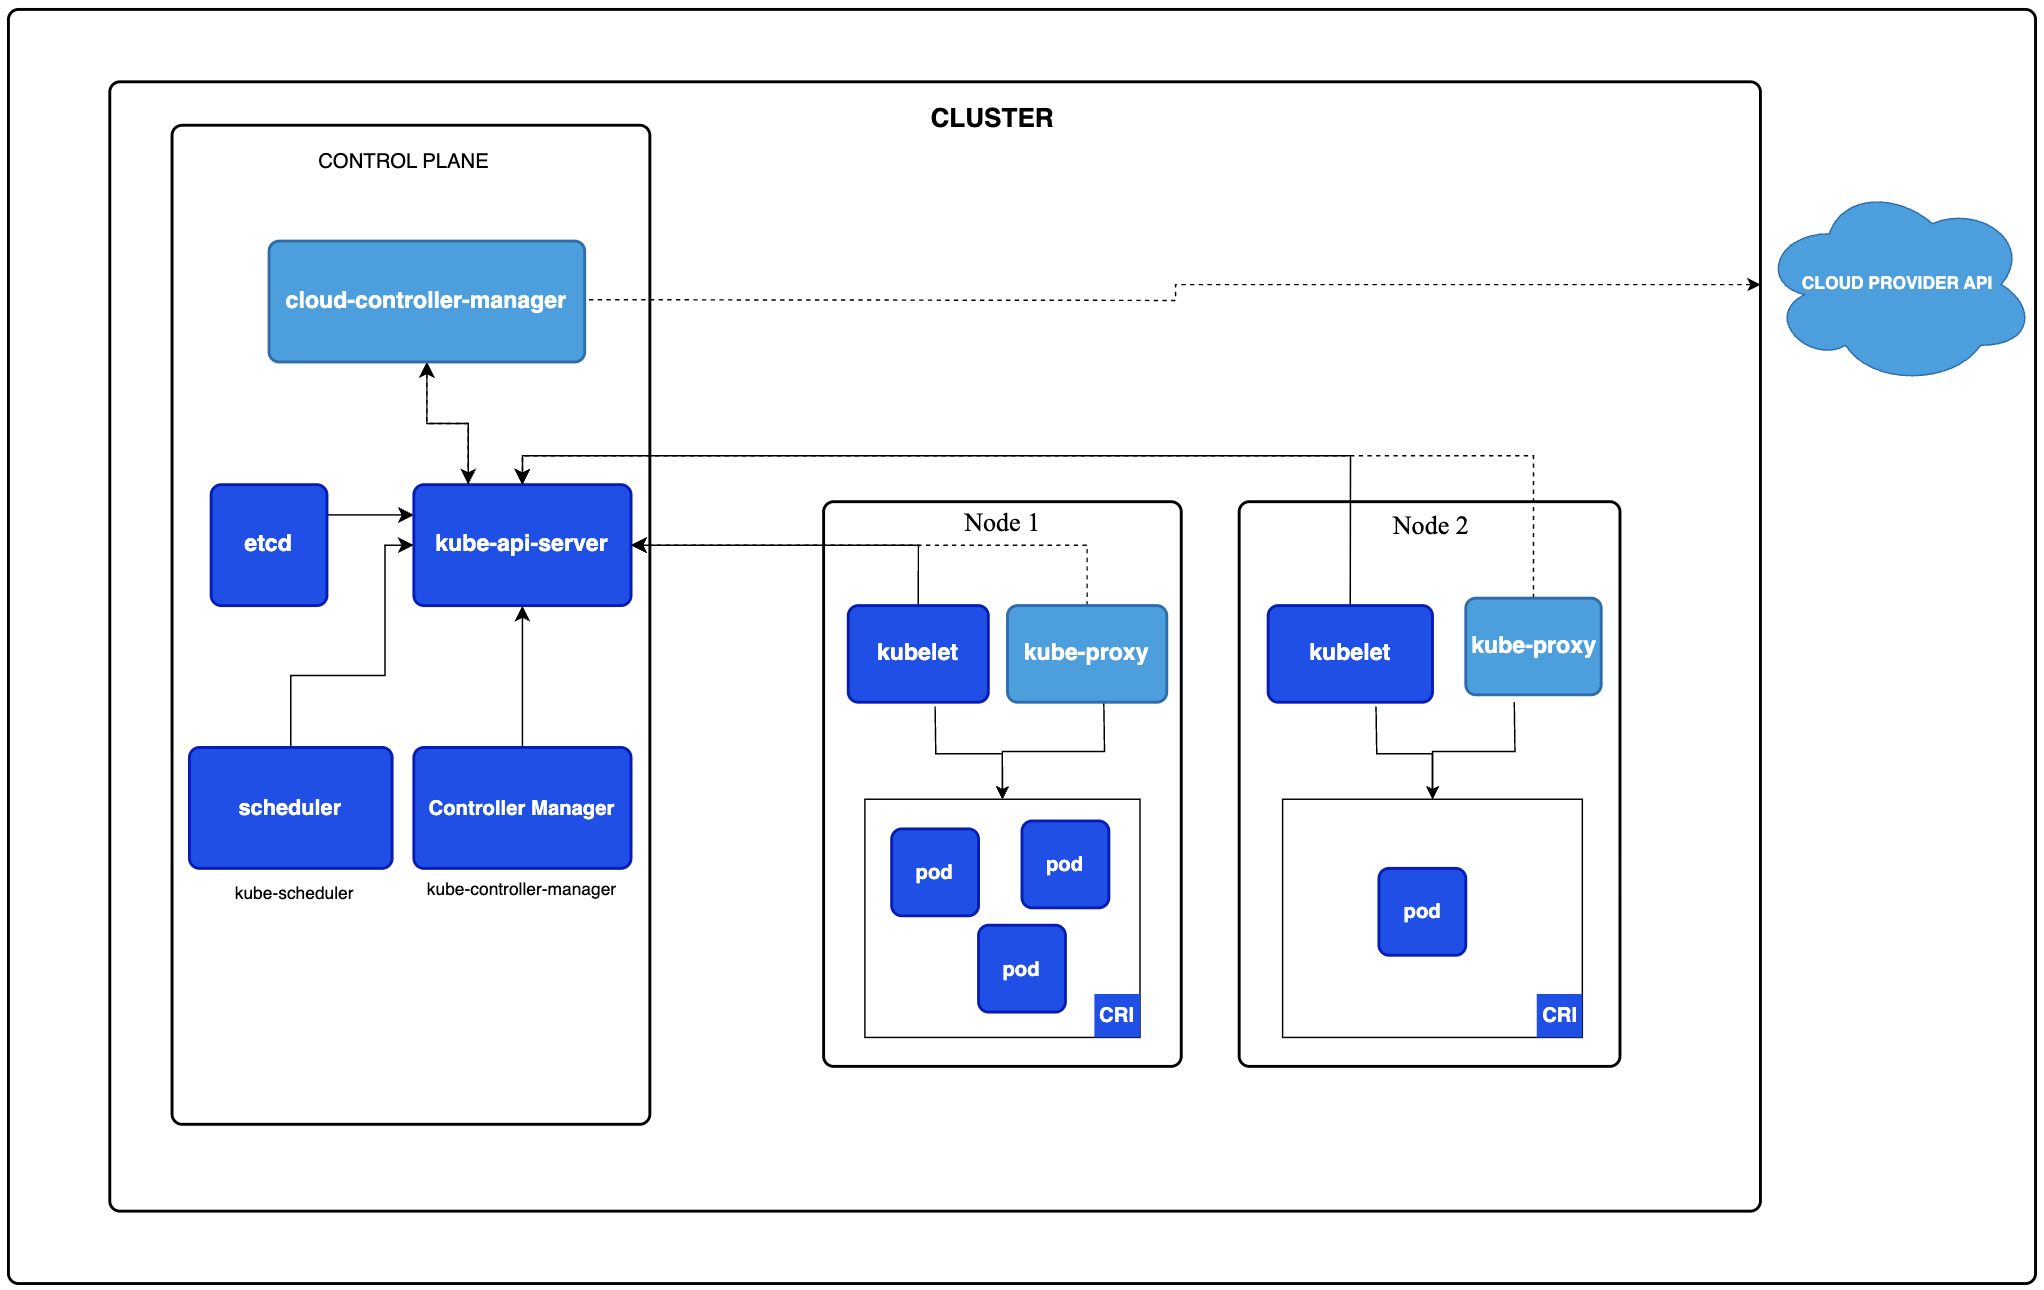 CLUSTER
CONTROL PLANE
cloud-controller-manager
CLOUD PROVIDER API
etcd
kube-api-server
scheduler
kube-scheduler
Controller Manager
kube-controller-manager
Node 1
kubelet
kube-proxy
pod
pod
pod
CRI
Node 2
kubelet
kube-proxy
pod
CRI